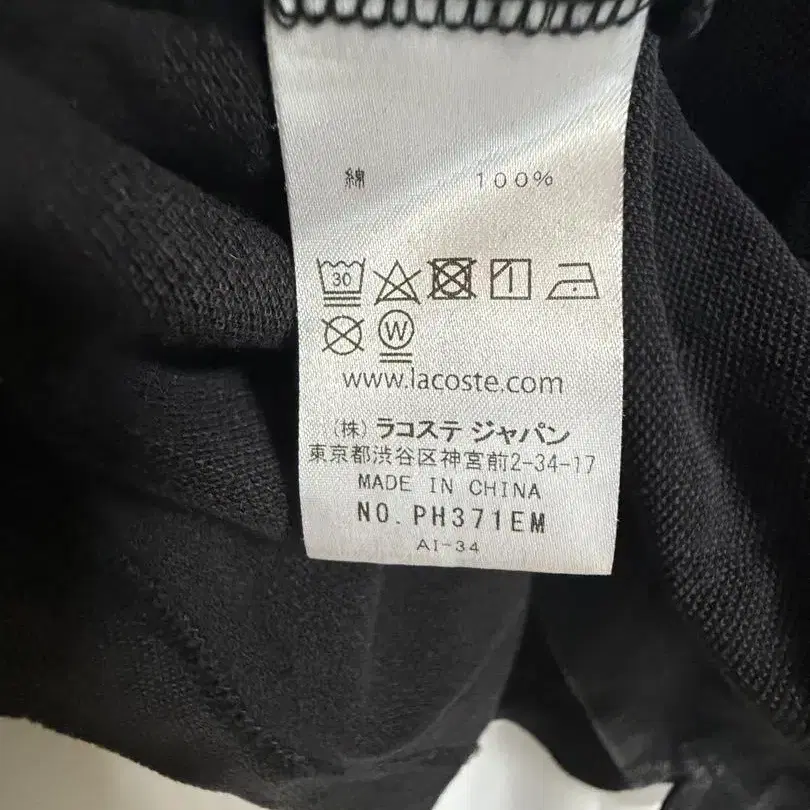 綿 100%
30
W
www.lacoste.com
(株) ラコステ ジャパン
東京都渋谷区神宮前2-34-17
MADE IN CHINA
NO. PH371EM
AI-34